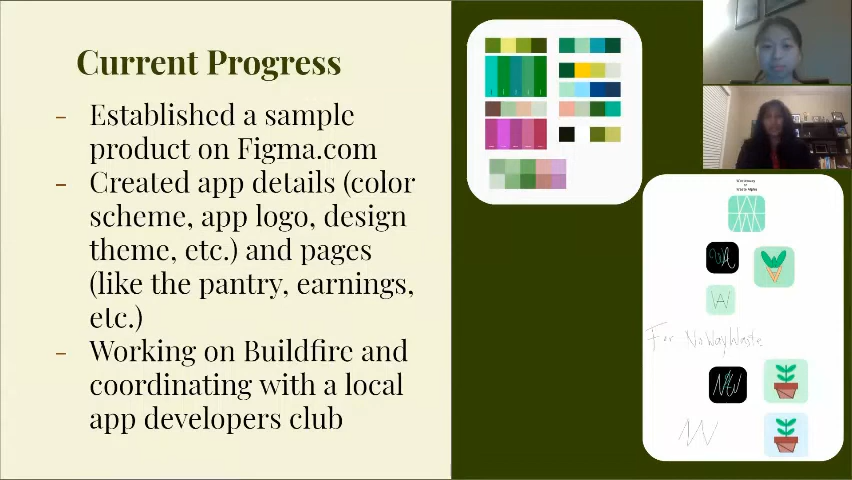 Current Progress
- Established a sample
product on Figma.com
- Created app details (color
scheme, app logo, design
theme, etc.) and pages
(like the pantry, earnings,
etc.)
- Working on Buildfire and
coordinating with a local
app developers club
WA
For NoWayWaste